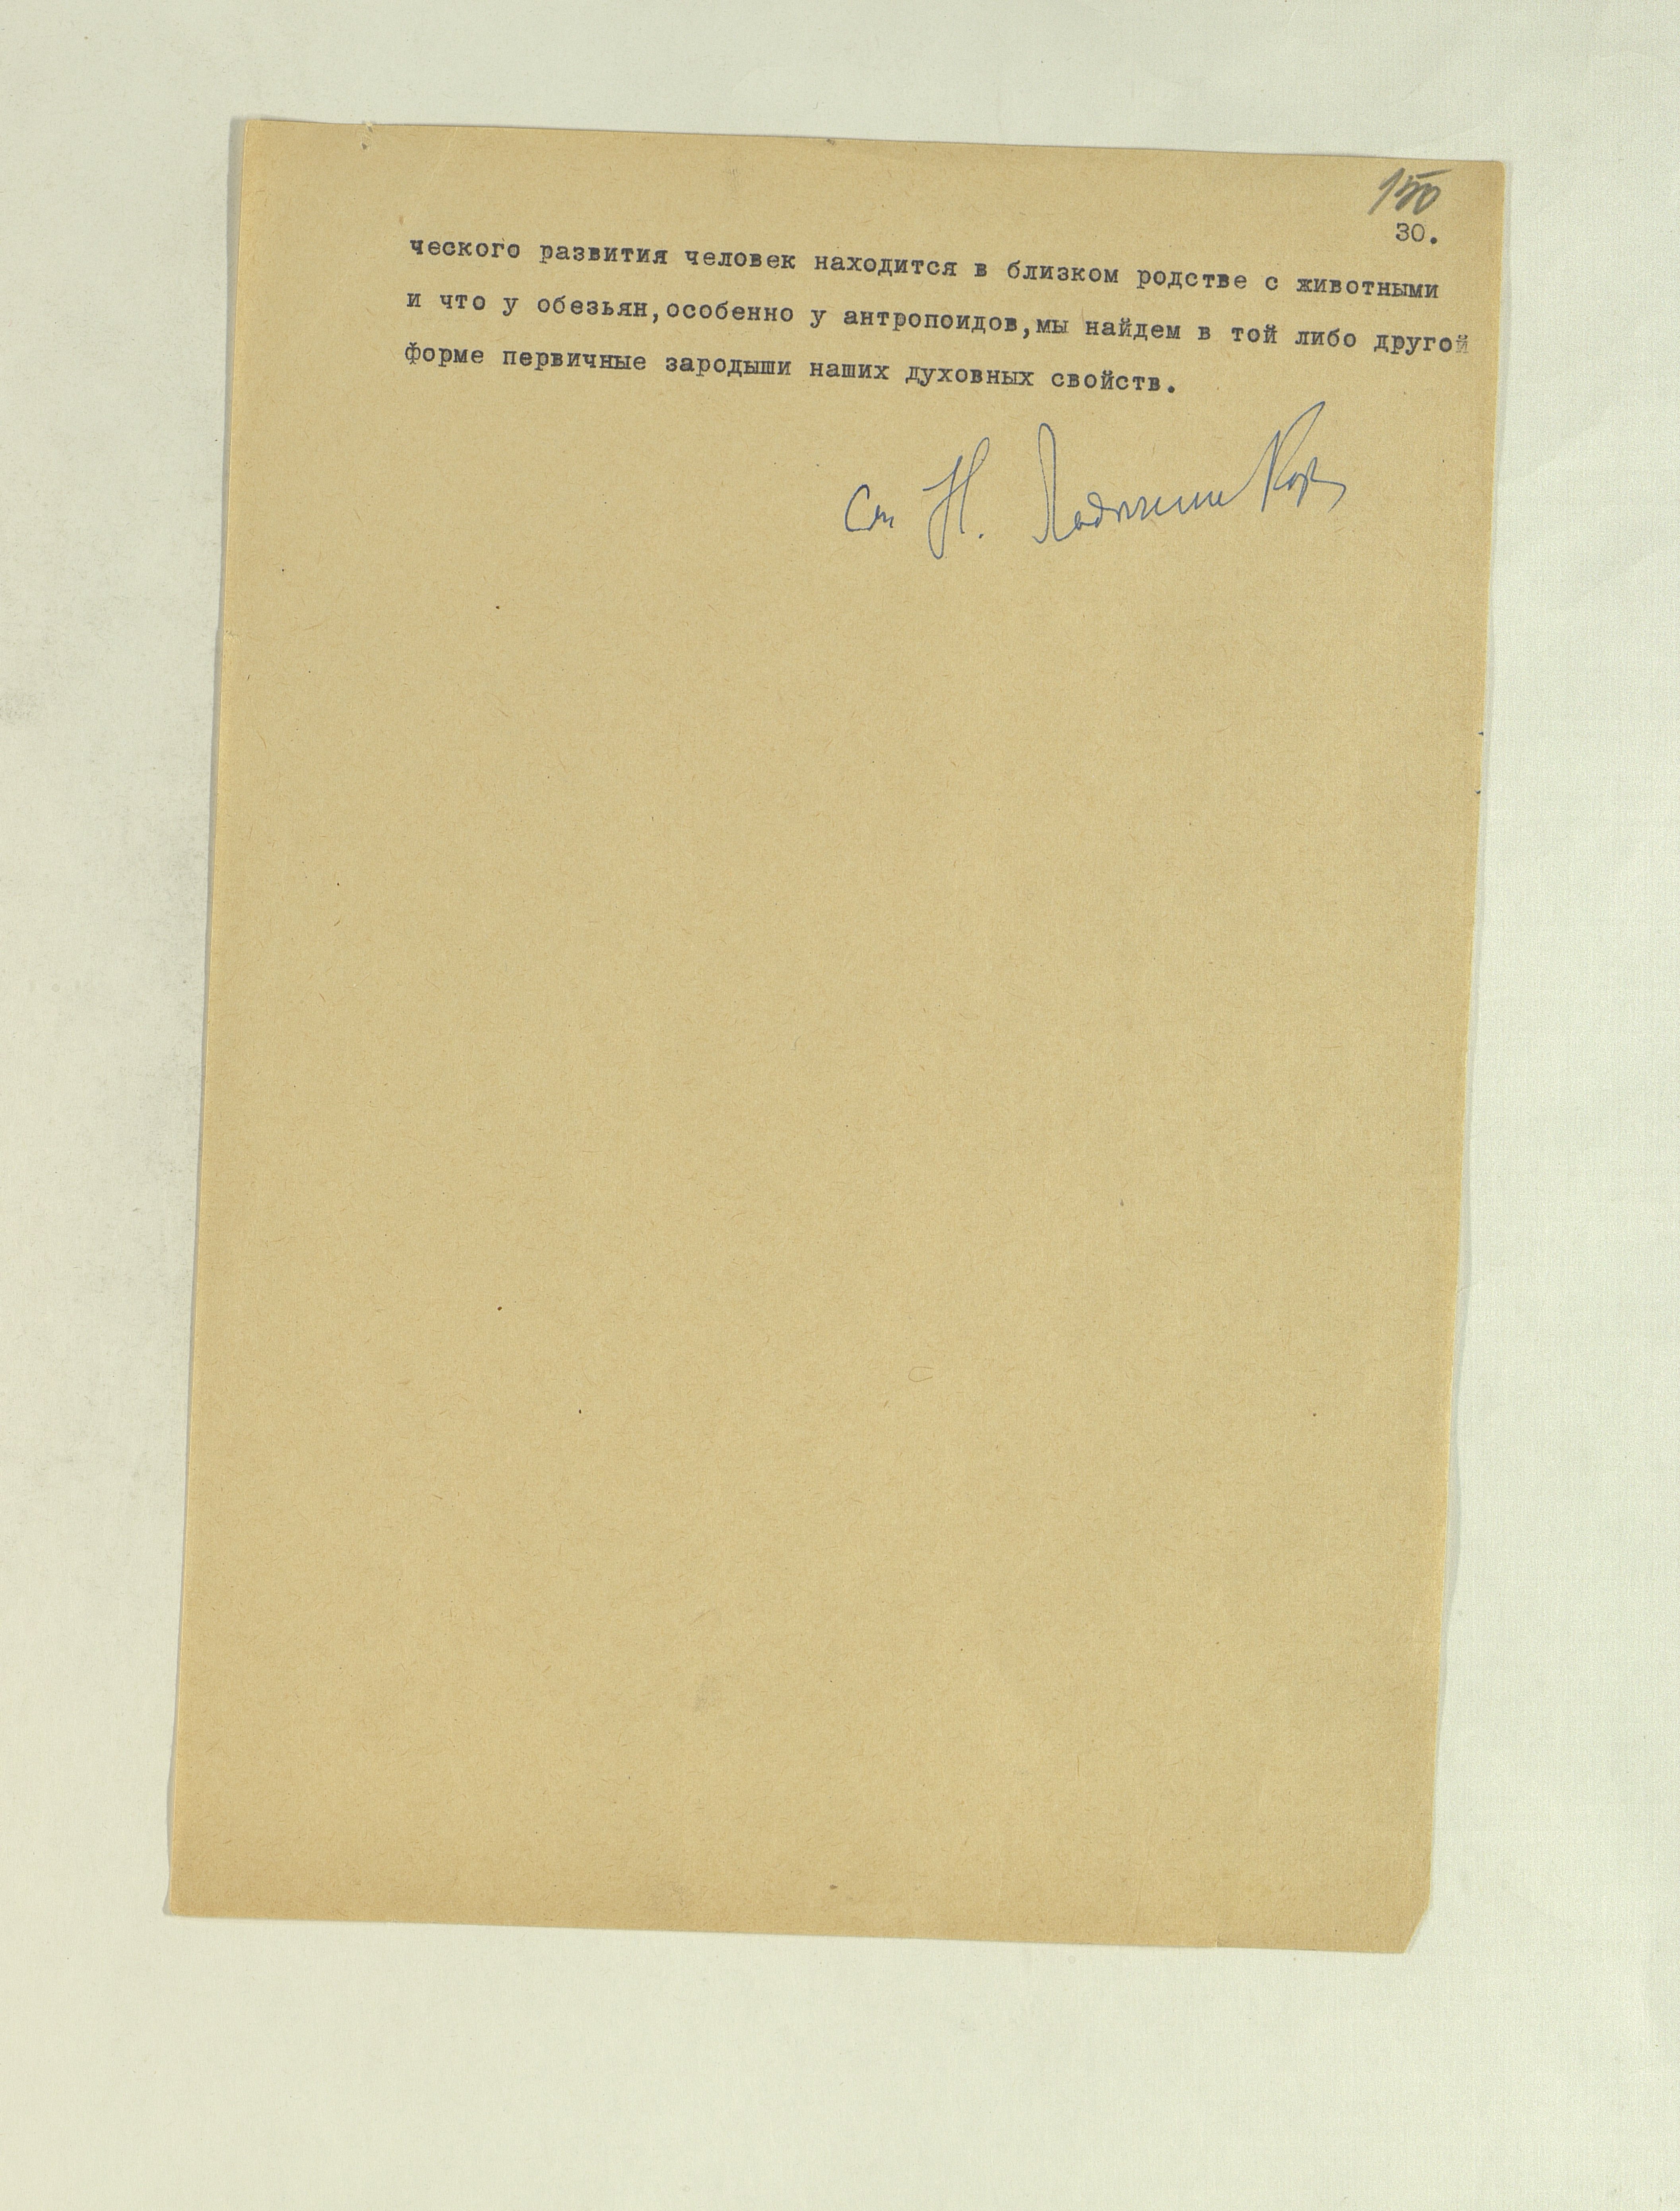 150
30.
ческого развития человек находится в близком родстве с животными
и что у обезьян,особенно у антропоидов,мы найдем в той либо другой
форме первичные зародыши наших духовных свойств.
Н.